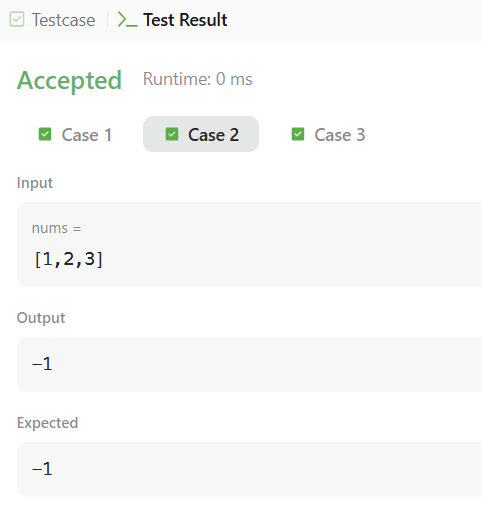 Testcase Test Result
Accepted Runtime: 0 ms
Case 1 Case 2 Case 3
Input
nums =
[1,2,3]
Output
-1
Expected
-1